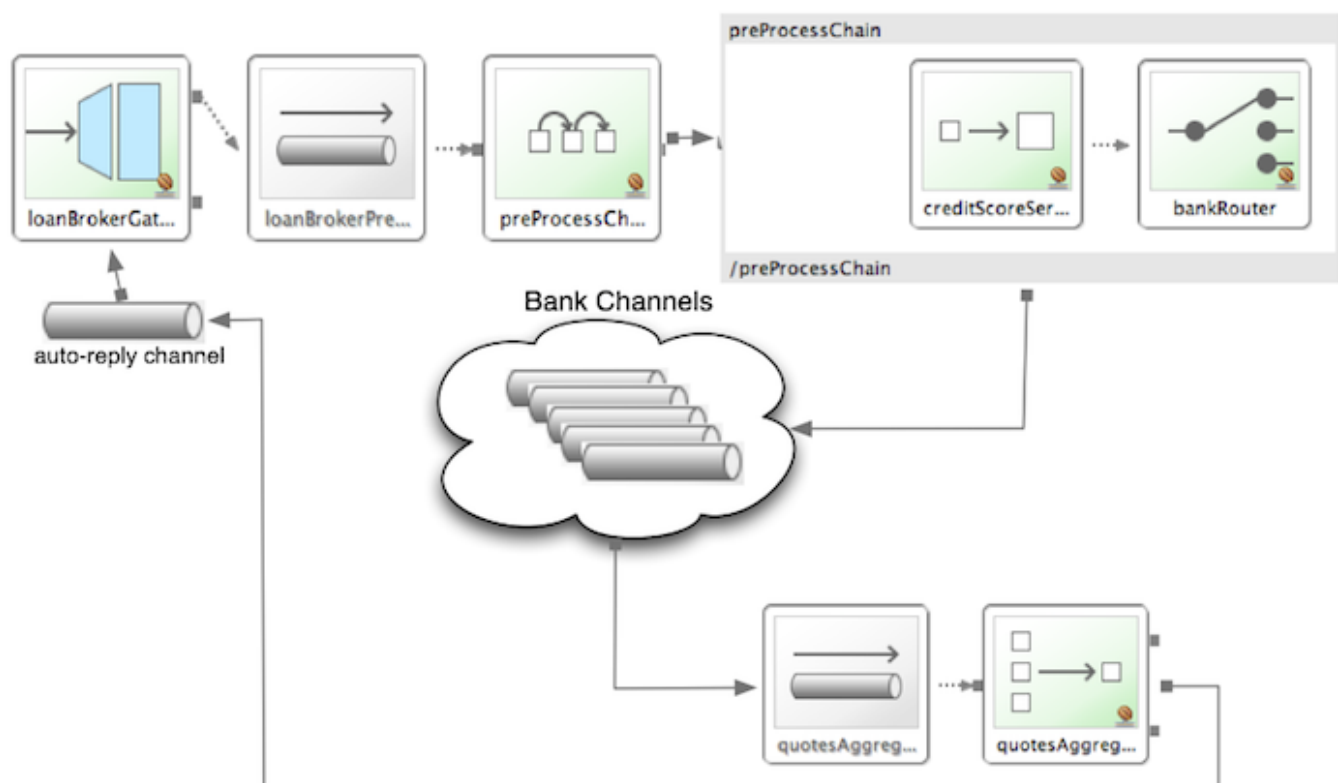 preProcessChain
loanBrokerGat...
loanBrokerPre...
preProcessCh...
creditScoreSer...
bankRouter
/preProcessChain
Bank Channels
auto-reply channel
quotesAggreg...
quotesAggreg...